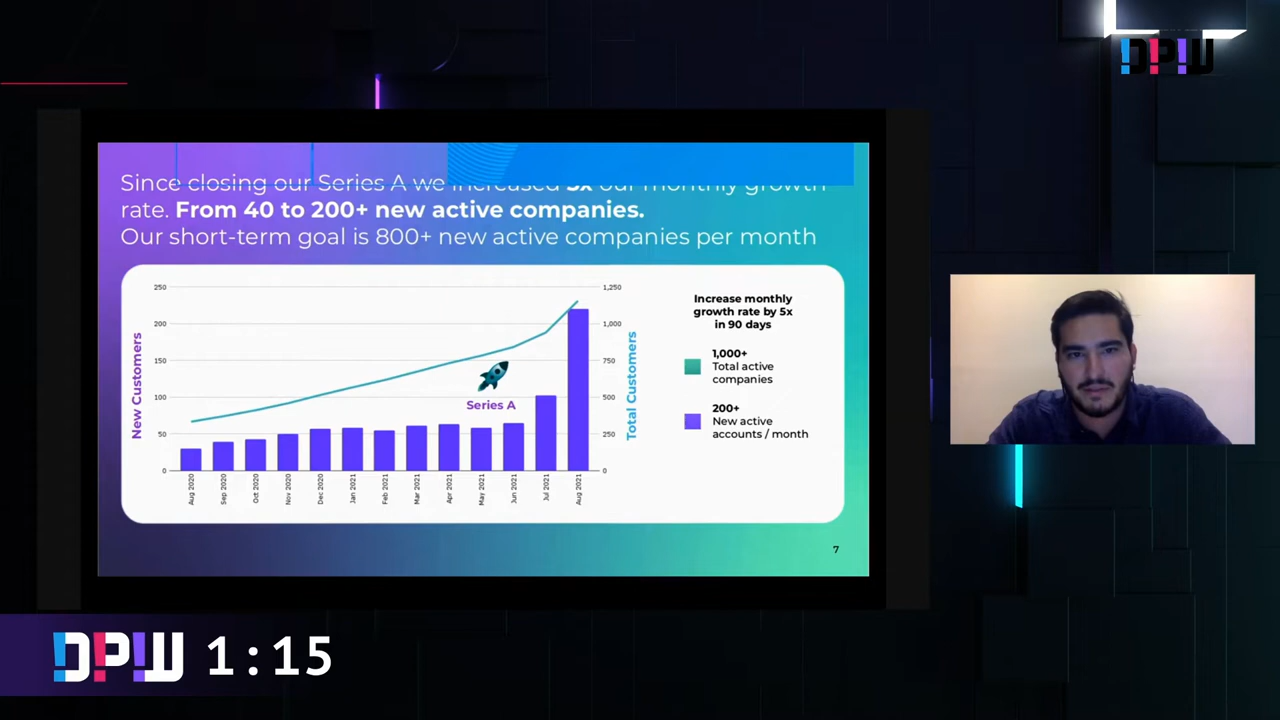 DPW
Since closing our Series A we increased 5x our monthly growth
rate. From 40 to 200+ new active companies.
Our short-term goal is 800+ new active companies per month
New Customers
250
200
150
100
50
0
1,250
1,000
750
500
250
0
Total Customers
Series A
Aug 2020
Sep 2020
Oct 2020
Nov 2020
Dec 2020
Jan 2021
Feb 2021
Mar 2021
Apr 2021
May 2021
Jun 2021
Jul 2021
Aug 2021
Increase monthly
growth rate by 5x
in 90 days
1,000+
Total active
companies
200+
New active
accounts / month
7
DPW 1:15